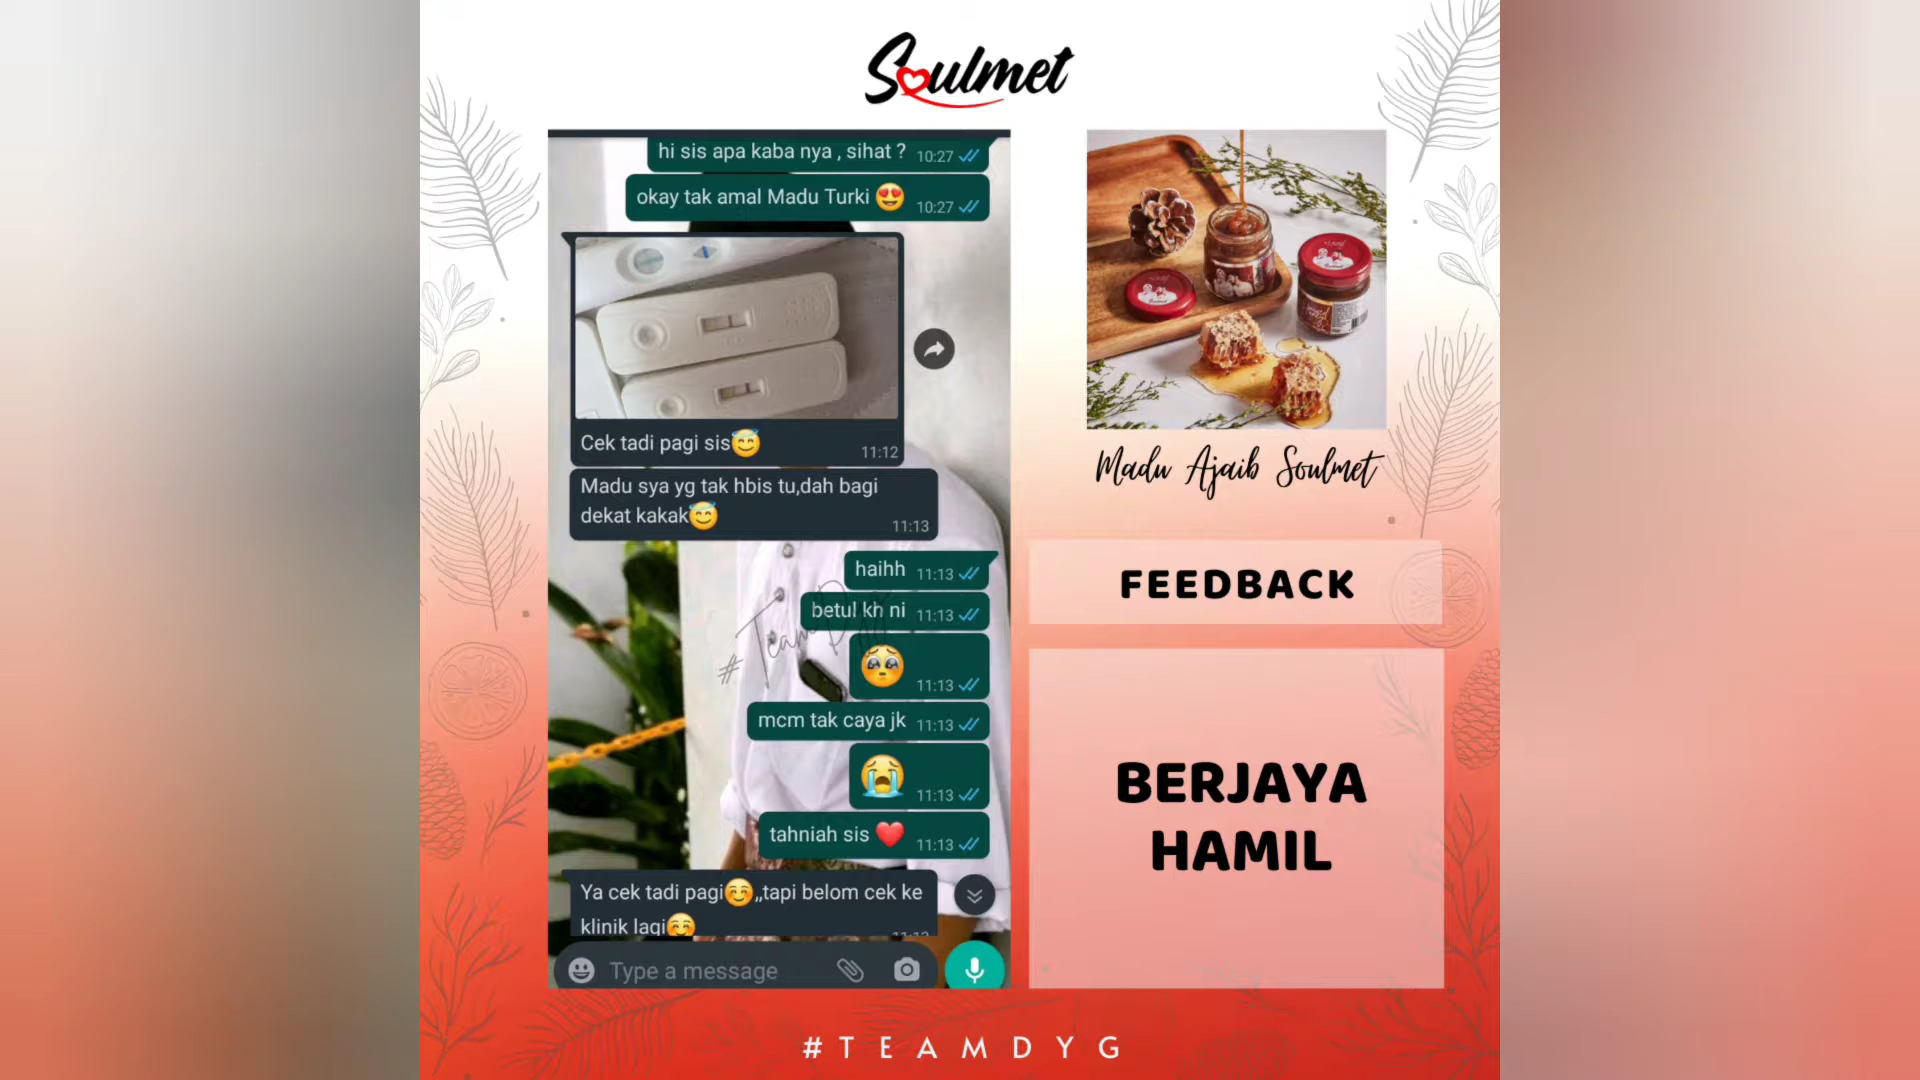 Soulmet
hi sis apa kaba nya , sihat ? 10:27
okay tak amal Madu Turki 😍 10:27
Cek tadi pagi sis😇
11:12
Madu sya yg tak hbis tu,dah bagi
dekat kakak😇
11:13
haihh 11:13
betul kh ni 11:13
🥺 11:13
mcm tak caya jk 11:13
😭 11:13
tahniah sis ❤️ 11:13
Ya cek tadi pagi☺️,,tapi belom cek ke
klinik lagi☺️
Type a message
Madu Ajaib Soulmet
FEEDBACK
BERJAYA
HAMIL
#TEAMDYG